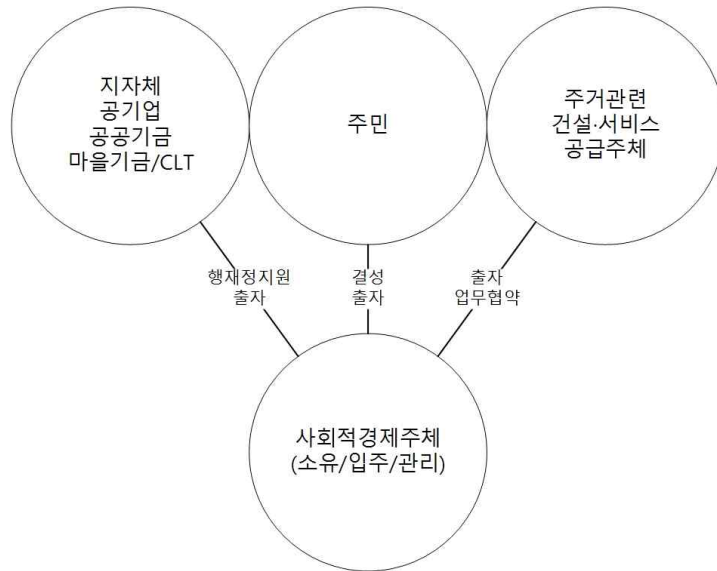 지자체
공기업
공공기금
마을기금/CLT
주민
주거관련
건설·서비스
공급주체
행재정지원
출자
결성
출자
출자
업무협약
사회적경제주체
(소유/입주/관리)